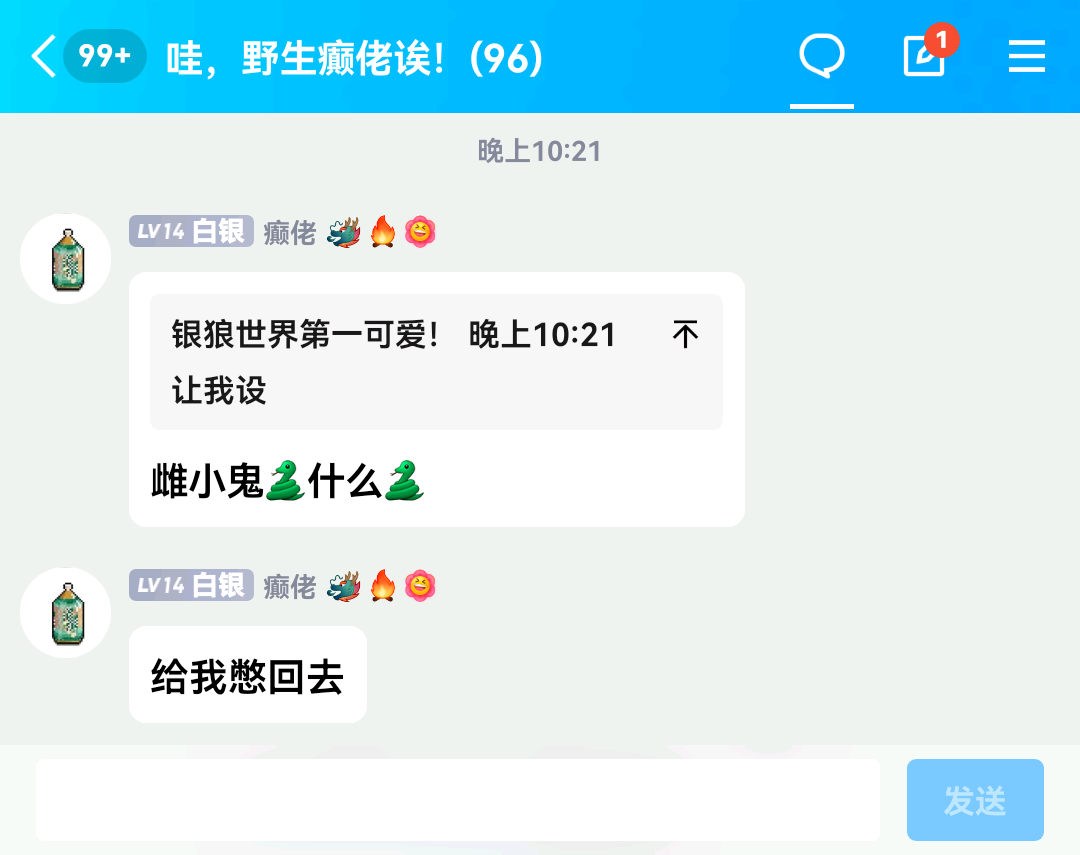 99+ 哇，野生癫佬诶！(96) 1
晚上10:21
LV14 白银 癫佬 🐲🔥
银狼世界第一可爱！ 晚上10:21
让我设
雌小鬼🐍什么🐍
LV14 白银 癫佬 🐲🔥
给我憋回去
发送